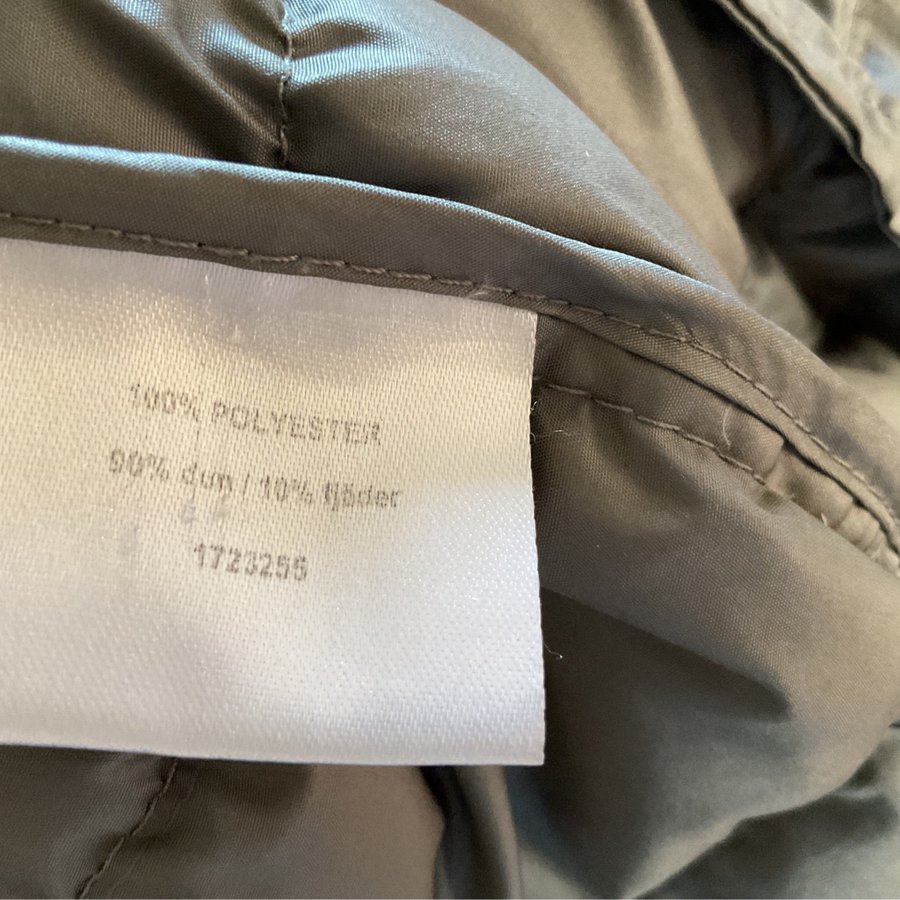 100% POLYESTER
90% dun / 10% fjäder
1723255